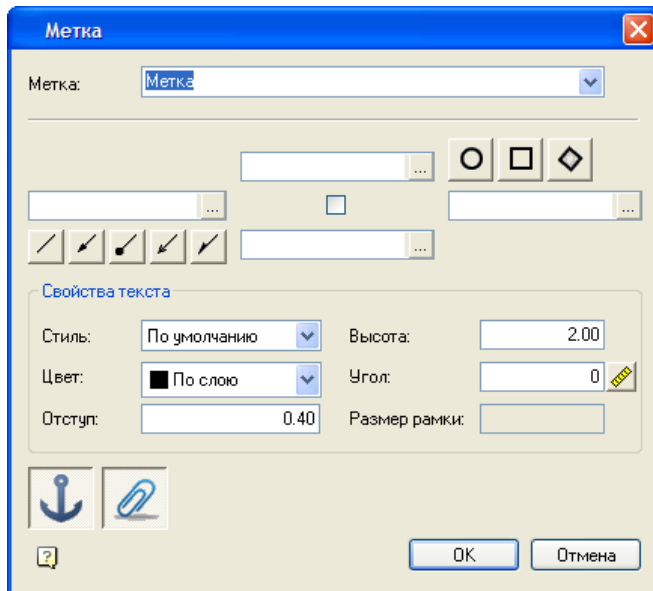 Метка
Метка: Метка
...
... ...
...
Свойства текста
Стиль: По умолчанию Высота: 2.00
Цвет: По слою Угол: 0
Отступ: 0.40 Размер рамки:
?
OK Отмена